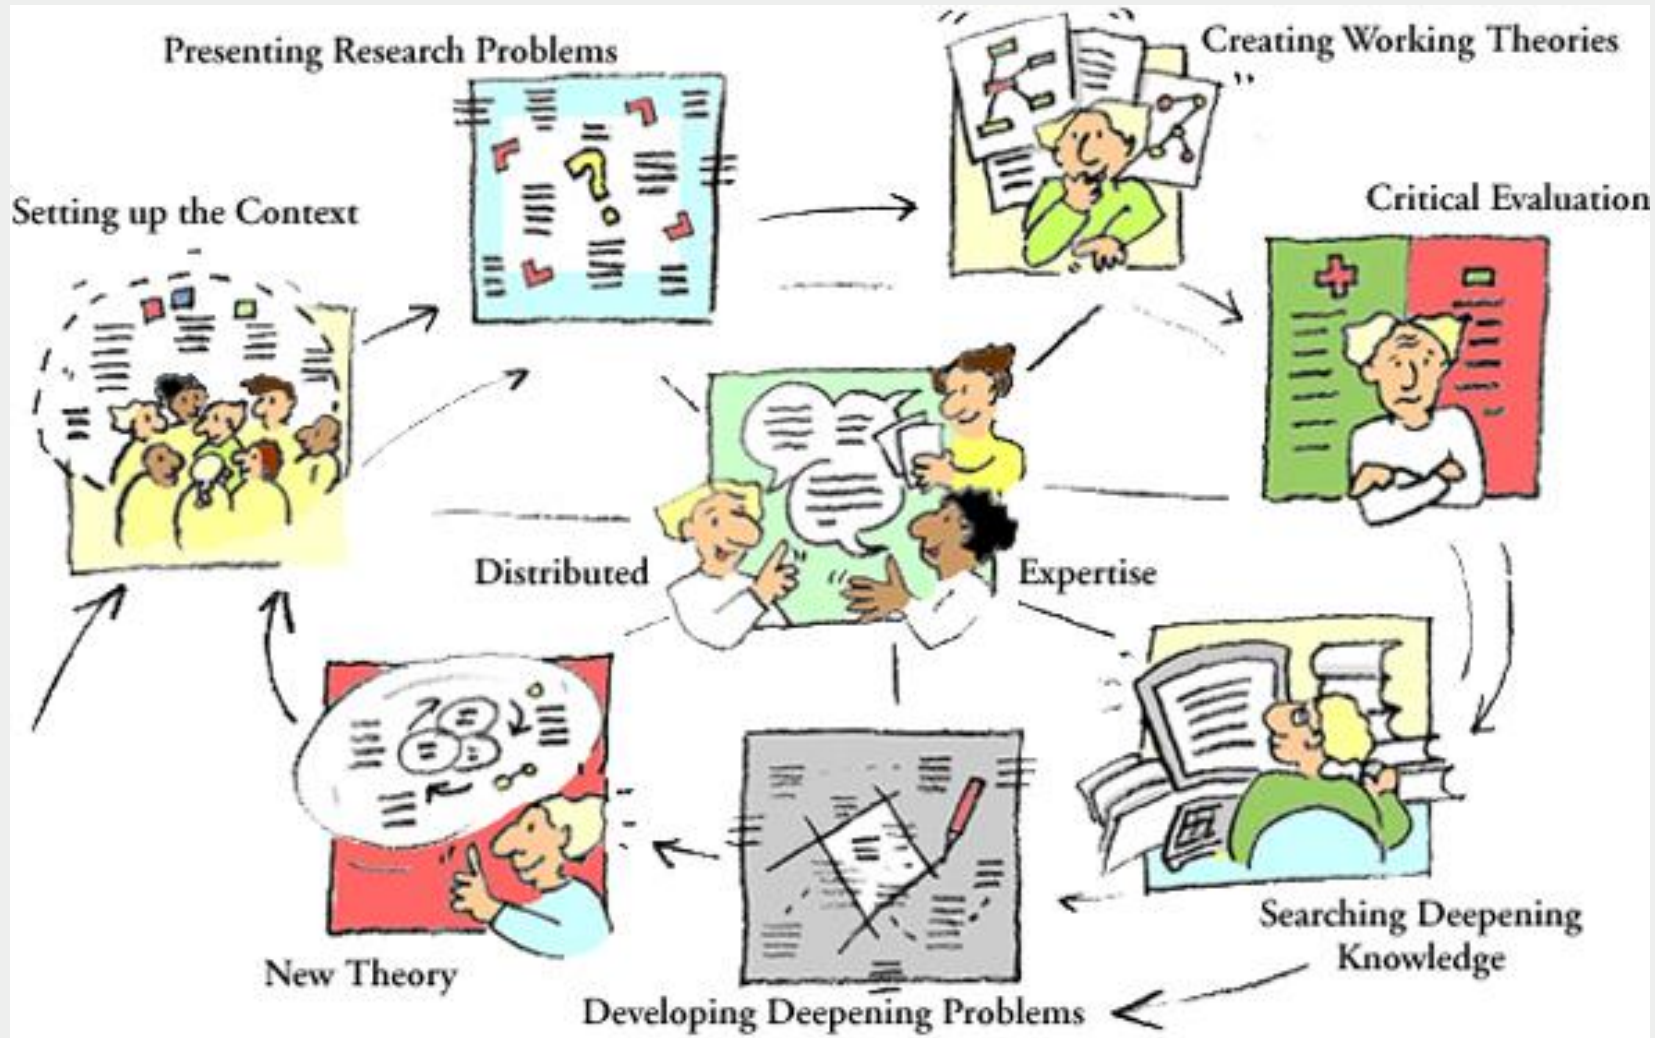 Presenting Research Problems
Creating Working Theories
Setting up the Context
Critical Evaluation
Distributed
Expertise
Searching Deepening
Knowledge
New Theory
Developing Deepening Problems